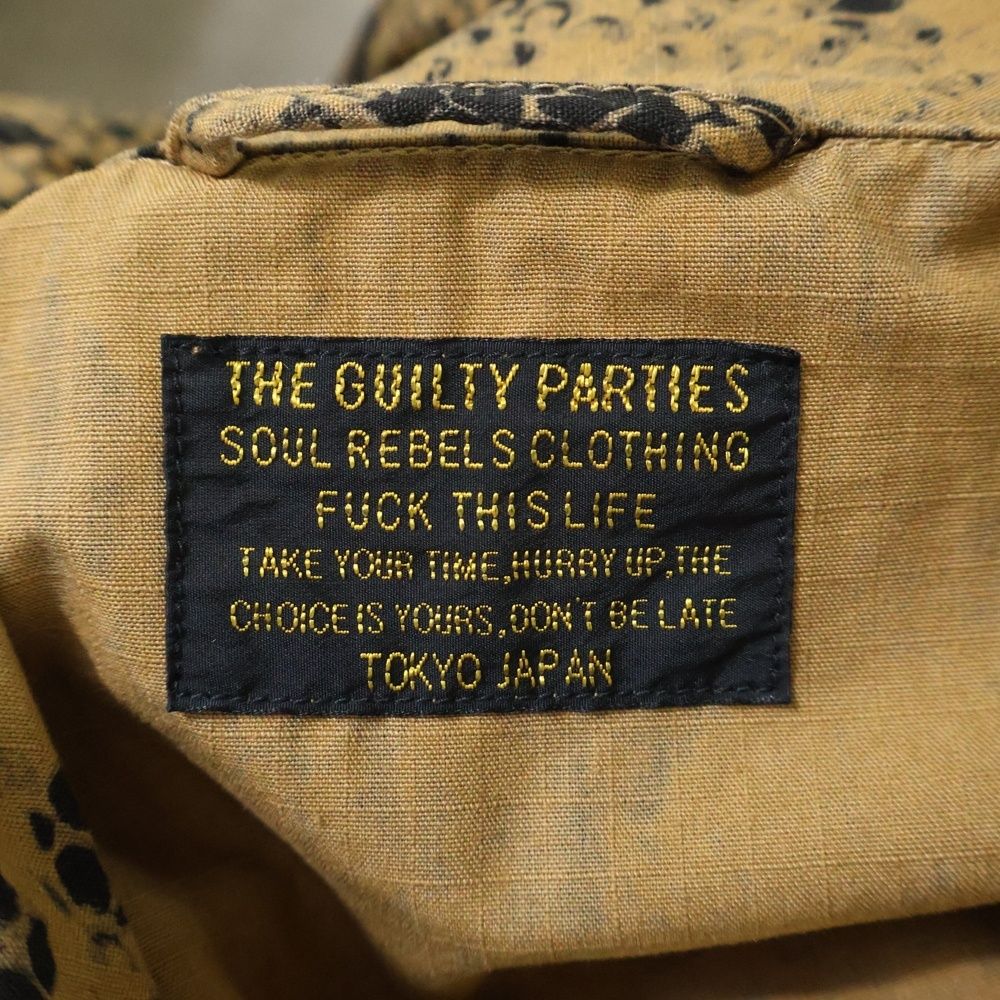 THE GUILTY PARTIES
SOUL REBELS CLOTHING
FUCK THIS LIFE
TAKE YOUR TIME,HURRY UP,THE
CHOICE IS YOURS,DON'T BE LATE
TOKYO JAPAN